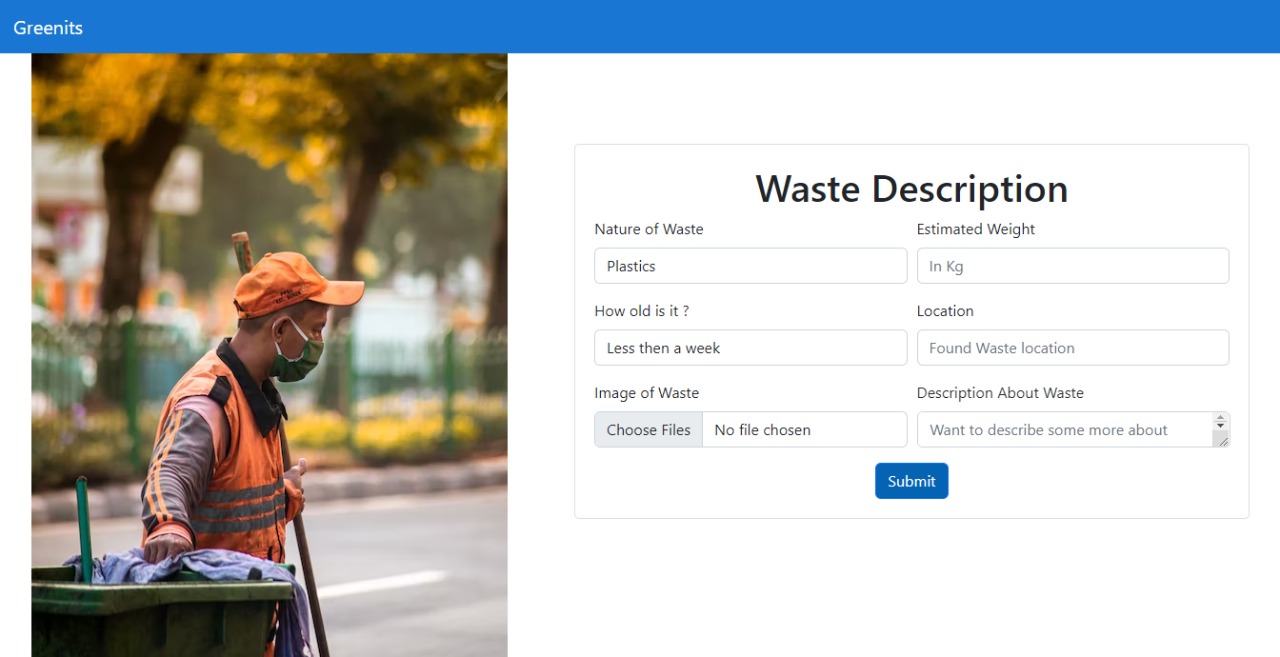 Greenits
Waste Description
Nature of Waste
Estimated Weight
Plastics
In Kg
How old is it ?
Location
Less then a week
Found Waste location
Image of Waste
Description About Waste
Choose Files No file chosen
Want to describe some more about
Submit